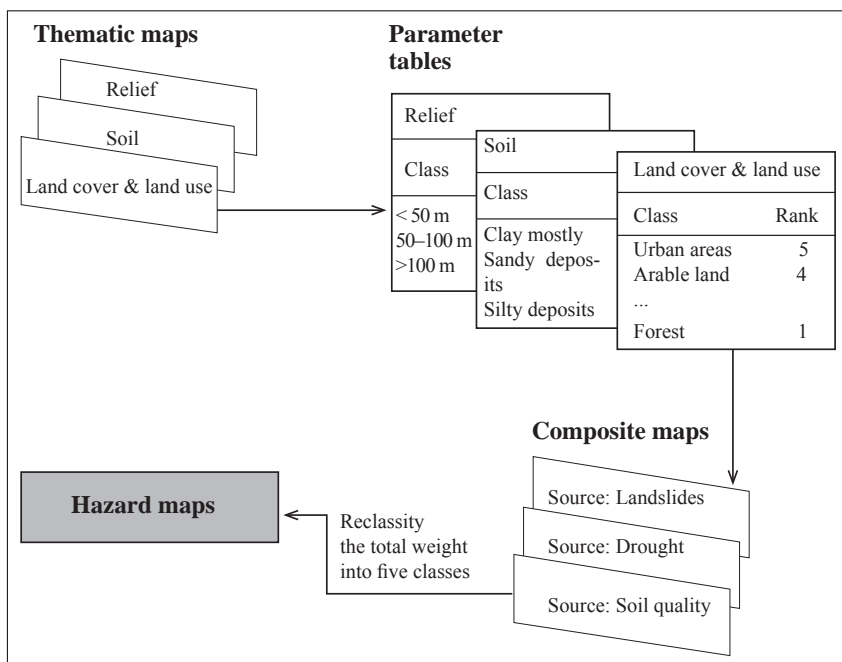 Thematic maps
Relief
Soil
Land cover & land use
Parameter
tables
Relief
Class
< 50 m
50–100 m
>100 m
Soil
Class
Clay mostly
Sandy depos-
its
Silty deposits
Land cover & land use
Class Rank
Urban areas 5
Arable land 4
...
Forest 1
Composite maps
Source: Landslides
Source: Drought
Source: Soil quality
Reclassity
the total weight
into five classes
Hazard maps